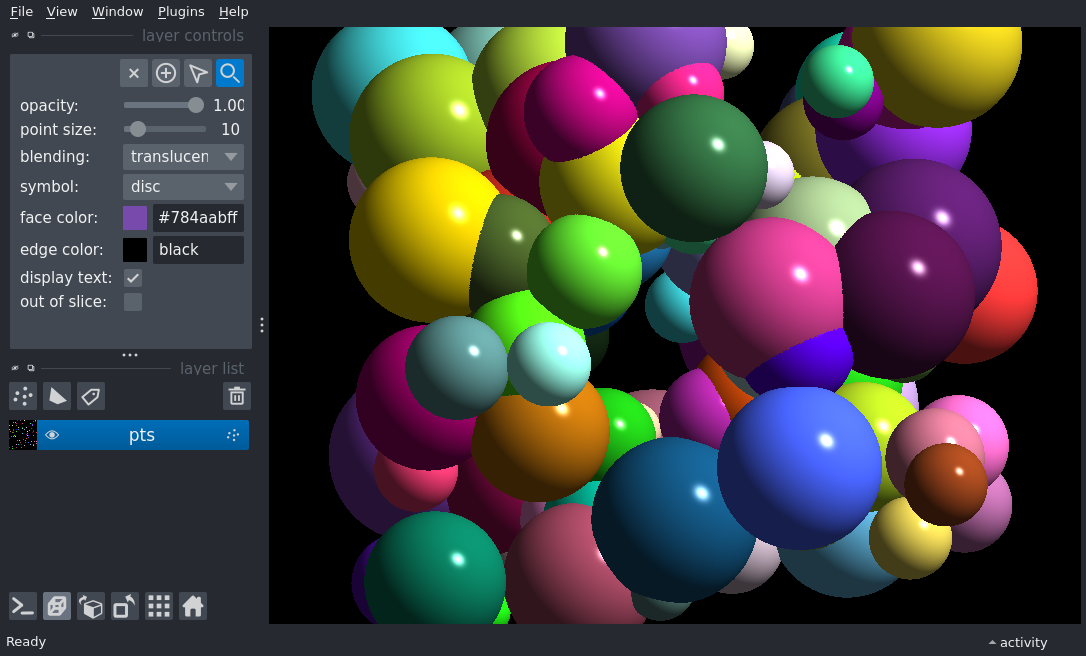 File View Window Plugins Help
layer controls
opacity: 1.00
point size: 10
blending: translucen
symbol: disc
face color: #784aabff
edge color: black
display text:
out of slice:
layer list
pts
Ready
activity